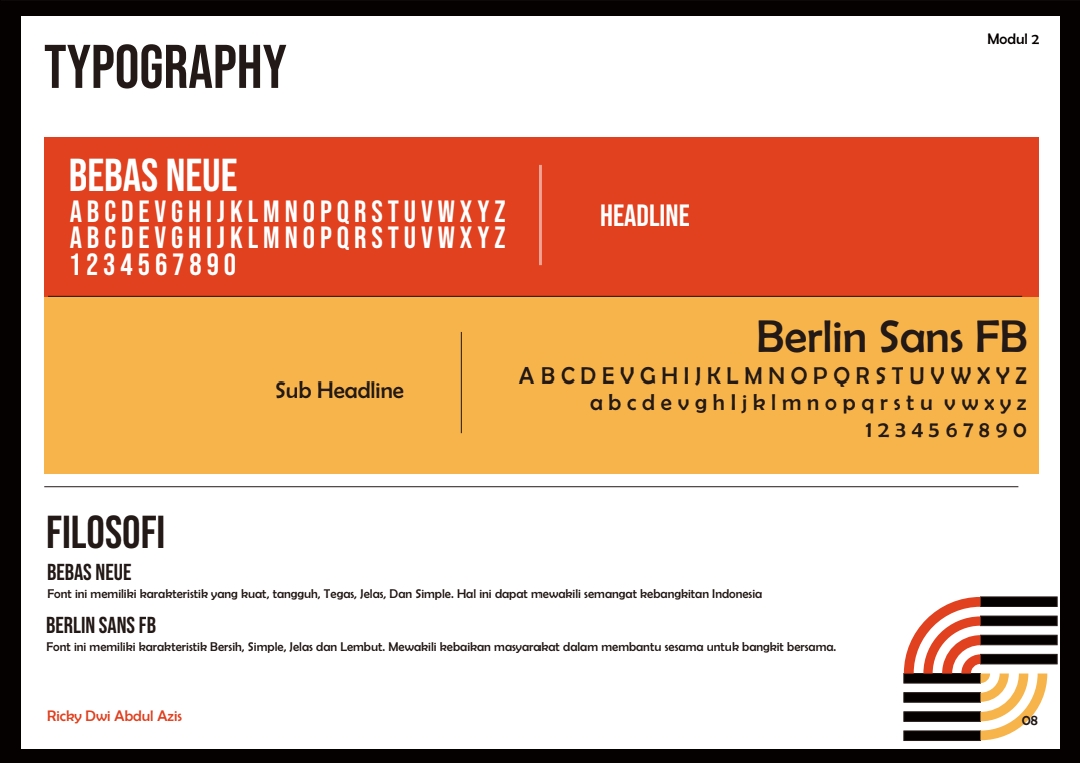 Modul 2
TYPOGRAPHY
BEBAS NEUE
A B C D E V G H I J K L M N O P Q R S T U V W X Y Z
A B C D E V G H I J K L M N O P Q R S T U V W X Y Z
1 2 3 4 5 6 7 8 9 0
HEADLINE
Sub Headline
Berlin Sans FB
A B C D E V G H I J K L M N O P Q R S T U V W X Y Z
a b c d e v g h I j k l m n o p q r s t u v w x y z
1 2 3 4 5 6 7 8 9 0
FILOSOFI
BEBAS NEUE
Font ini memiliki karakteristik yang kuat, tangguh, Tegas, Jelas, Dan Simple. Hal ini dapat mewakili semangat kebangkitan Indonesia
BERLIN SANS FB
Font ini memiliki karakteristik Bersih, Simple, Jelas dan Lembut. Mewakili kebaikan masyarakat dalam membantu sesama untuk bangkit bersama.
Ricky Dwi Abdul Azis
08